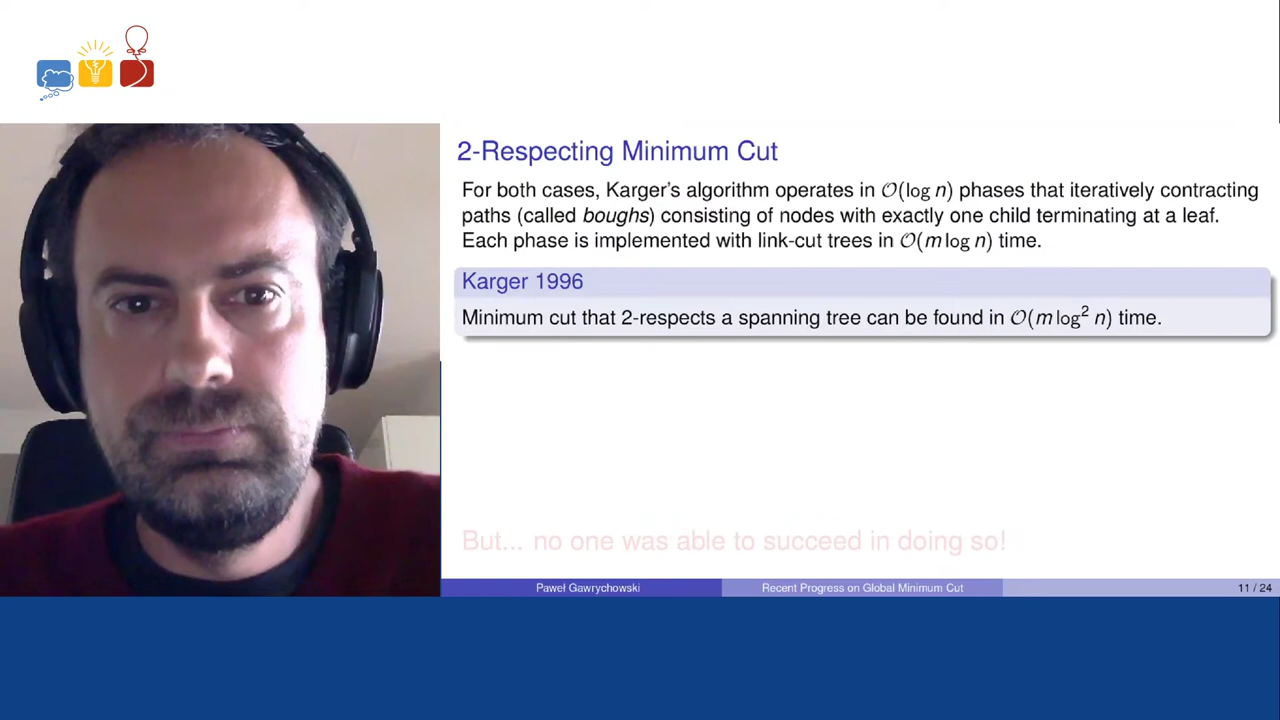 2-Respecting Minimum Cut
For both cases, Karger's algorithm operates in O(log n) phases that iteratively contracting
paths (called boughs) consisting of nodes with exactly one child terminating at a leaf.
Each phase is implemented with link-cut trees in O(m log n) time.
Karger 1996
Minimum cut that 2-respects a spanning tree can be found in O(m log² n) time.
But... no one was able to succeed in doing so!
Paweł Gawrychowski
Recent Progress on Global Minimum Cut
11 / 24